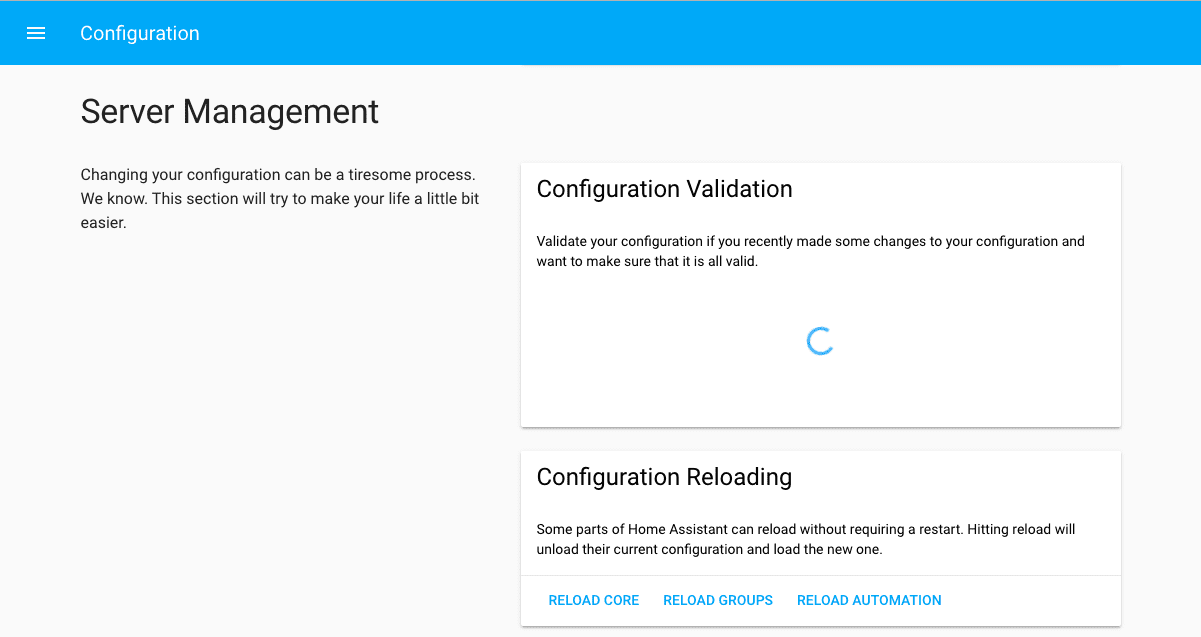 Configuration
Server Management
Changing your configuration can be a tiresome process.
We know. This section will try to make your life a little bit
easier.
Configuration Validation
Validate your configuration if you recently made some changes to your configuration and
want to make sure that it is all valid.
Configuration Reloading
Some parts of Home Assistant can reload without requiring a restart. Hitting reload will
unload their current configuration and load the new one.
RELOAD CORE RELOAD GROUPS RELOAD AUTOMATION